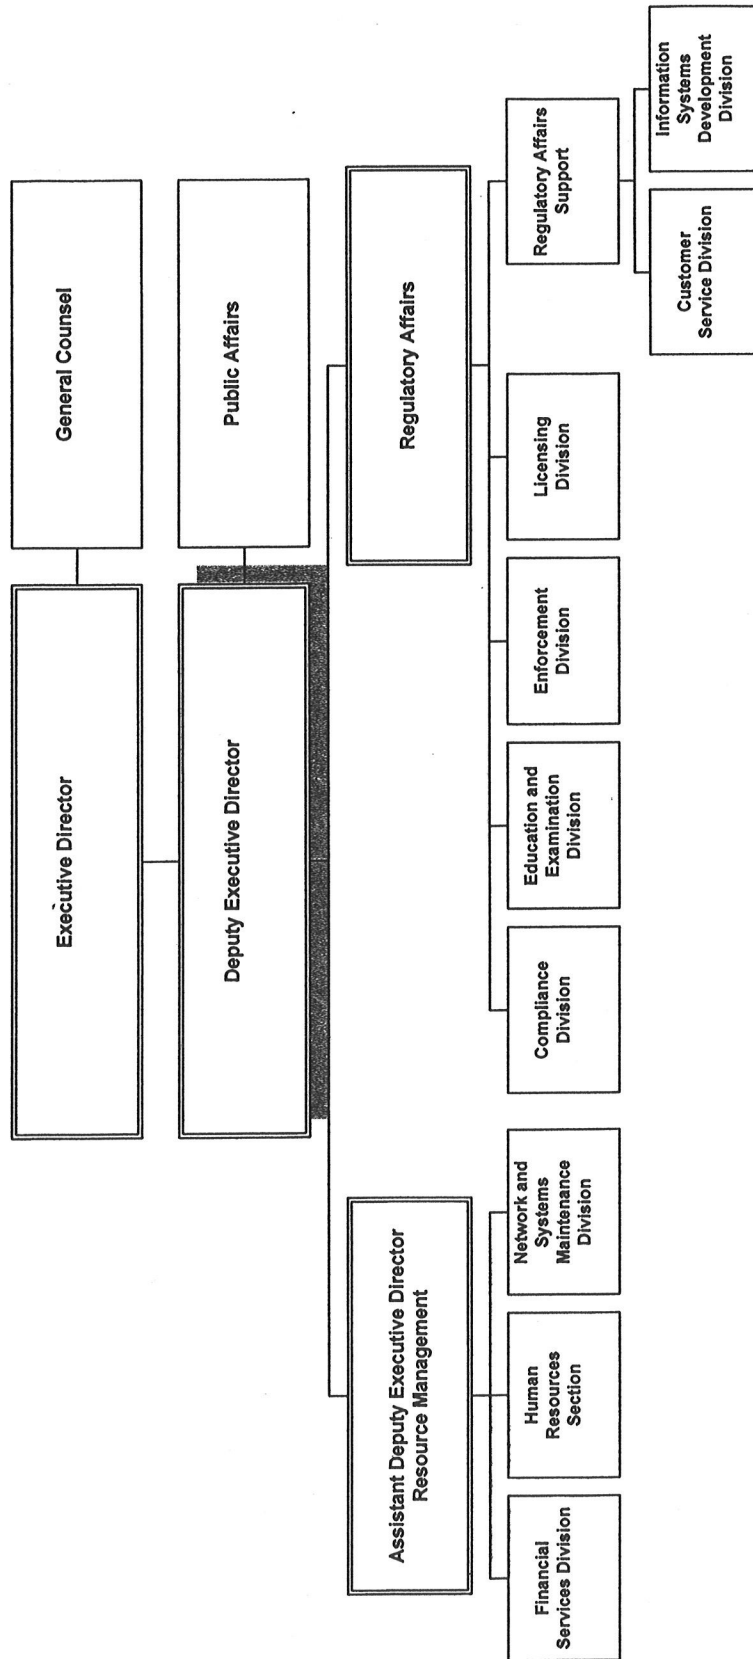 Executive Director
General Counsel
Deputy Executive Director
Public Affairs
Assistant Deputy Executive Director
Resource Management
Regulatory Affairs
Financial
Services Division
Human
Resources
Section
Network and
Systems
Maintenance
Division
Compliance
Division
Education and
Examination
Division
Enforcement
Division
Licensing
Division
Regulatory Affairs
Support
Customer
Service Division
Information
Systems
Development
Division